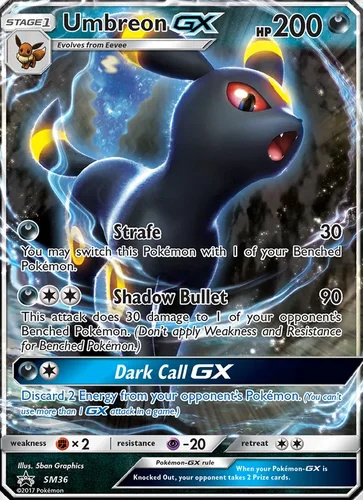 STAGE 1 Umbreon GX HP 200
Evolves from Eevee
Strafe 30
You may switch this Pokémon with 1 of your Benched
Pokémon.
Shadow Bullet 90
This attack does 30 damage to 1 of your opponent's
Benched Pokémon. (Don't apply Weakness and Resistance
for Benched Pokémon.)
Dark Call GX
Discard 2 Energy from your opponent's Pokémon. (You can't
use more than 1 GX attack in a game.)
weakness ×2 resistance -20 retreat
Illus. 5ban Graphics
Pokémon-GX rule
PROMO SM36
When your Pokémon-GX is
Knocked Out, your opponent takes 2 Prize cards.
©2017 Pokémon